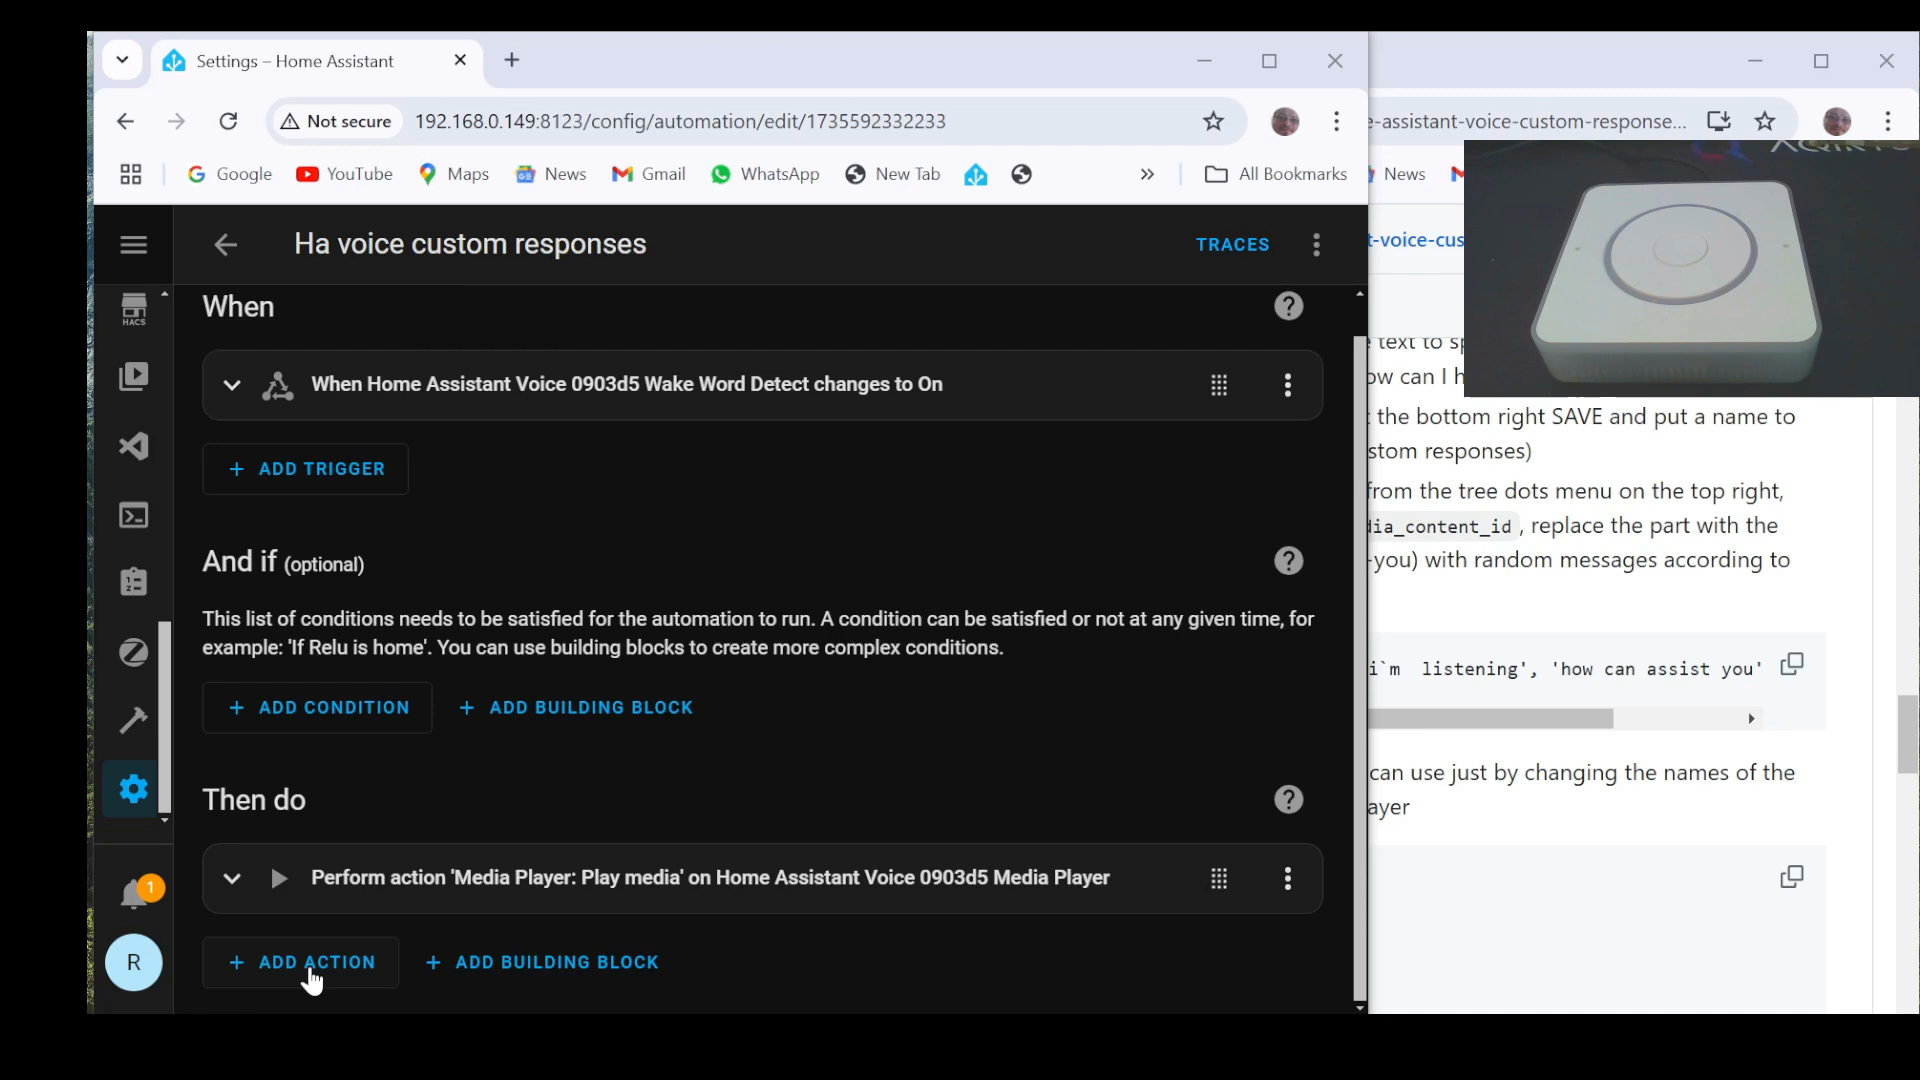 Settings – Home Assistant
Not secure
192.168.0.149:8123/config/automation/edit/1735592332233
e-assistant-voice-custom-response...
Google
YouTube
Maps
News
Gmail
WhatsApp
New Tab
All Bookmarks
News
HACS
Ha voice custom responses
TRACES
t-voice-cus
When
When Home Assistant Voice 0903d5 Wake Word Detect changes to On
ADD TRIGGER
And if (optional)
This list of conditions needs to be satisfied for the automation to run. A condition can be satisfied or not at any given time, for
example: 'If Relu is home'. You can use building blocks to create more complex conditions.
ADD CONDITION
ADD BUILDING BLOCK
Then do
Perform action 'Media Player: Play media' on Home Assistant Voice 0903d5 Media Player
ADD ACTION
ADD BUILDING BLOCK
1
R
text to sp
ow can I h
the bottom right SAVE and put a name to
stom responses)
from the tree dots menu on the top right,
dia_content_id , replace the part with the
-you) with random messages according to
i`m  listening', 'how can assist you'
can use just by changing the names of the
ayer